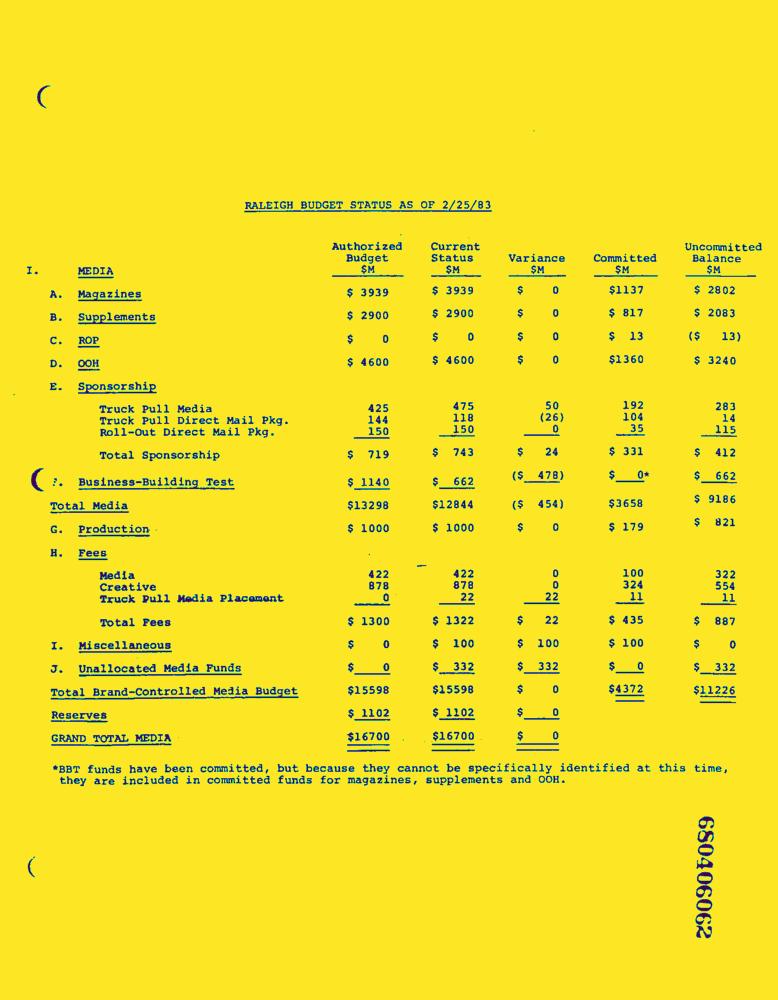 RALEIGH BUDGET STATUS AS OF 2/25/83
Authorized Current Uncommitted
Budget Status Variance Committed Balance
I. MEDIA $M $M $M $M $M
A. Magazines $ 3939 $ 3939 $ 0 $1137 $ 2802
B. Supplements $ 2900 $ 2900 $ 0 $ 817 $ 2083
C. ROP $ 0 $ 0 $ 0 $ 13 ($ 13)
D. OOH $ 4600 $ 4600 $ 0 $1360 $ 3240
E. Sponsorship
Truck Pull Media 425 475 50 192 283
Truck Pull Direct Mail Pkg. 144 118 (26) 104 14
Roll-Out Direct Mail Pkg. 150 150 0 35 115
Total Sponsorship $ 719 $ 743 $ 24 $ 331 $ 412
Business-Building Test $ 1140 $ 662 ($ 478) $ 0* $ 662
Total Media $13298 $12844 ($ 454) $3658 $ 9186
G. Production $ 1000 $ 1000 $ 0 $ 179 $ 821
H. Fees
Media 422 422 0 100 322
Creative 878 878 0 324 554
Truck Pull Media Placement 0 22 22 11 11
Total Fees $ 1300 $ 1322 $ 22 $ 435 $ 887
I. Miscellaneous $ 0 $ 100 $ 100 $ 100 $ 0
J. Unallocated Media Funds $ 0 $ 332 $ 332 $ 0 $ 332
Total Brand-Controlled Media Budget $15598 $15598 $ 0 $4372 $11226
Reserves $ 1102 $ 1102 $ 0
GRAND TOTAL MEDIA $16700 $16700 $ 0
*BBT funds have been committed, but because they cannot be specifically identified at this time,
they are included in committed funds for magazines, supplements and OOH.
680406062